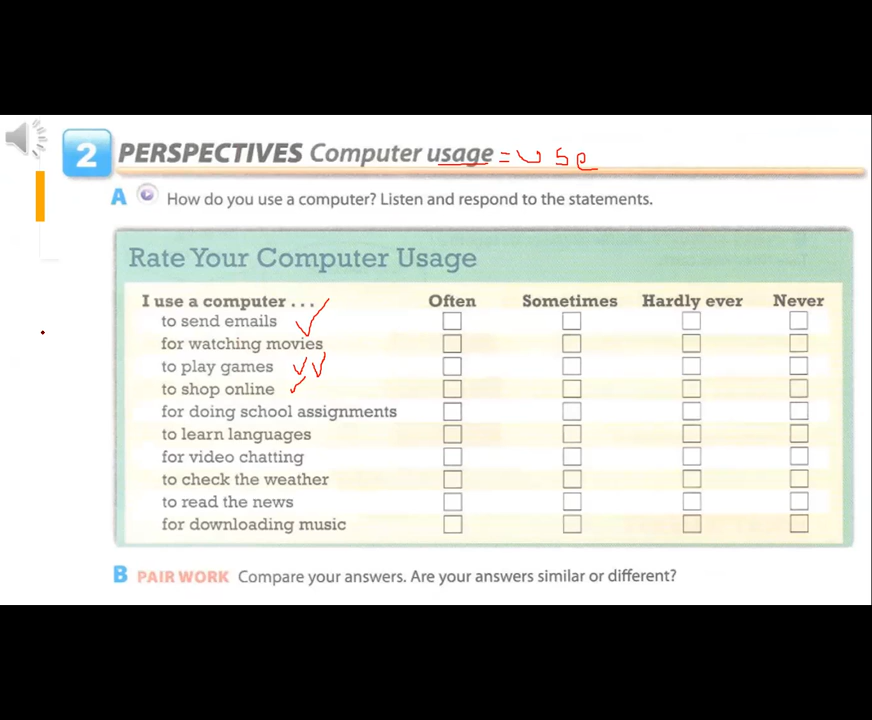 2 PERSPECTIVES Computer usage = use
A How do you use a computer? Listen and respond to the statements.
Rate Your Computer Usage
I use a computer . . . Often Sometimes Hardly ever Never
to send emails
for watching movies
to play games
to shop online
for doing school assignments
to learn languages
for video chatting
to check the weather
to read the news
for downloading music
B PAIR WORK Compare your answers. Are your answers similar or different?